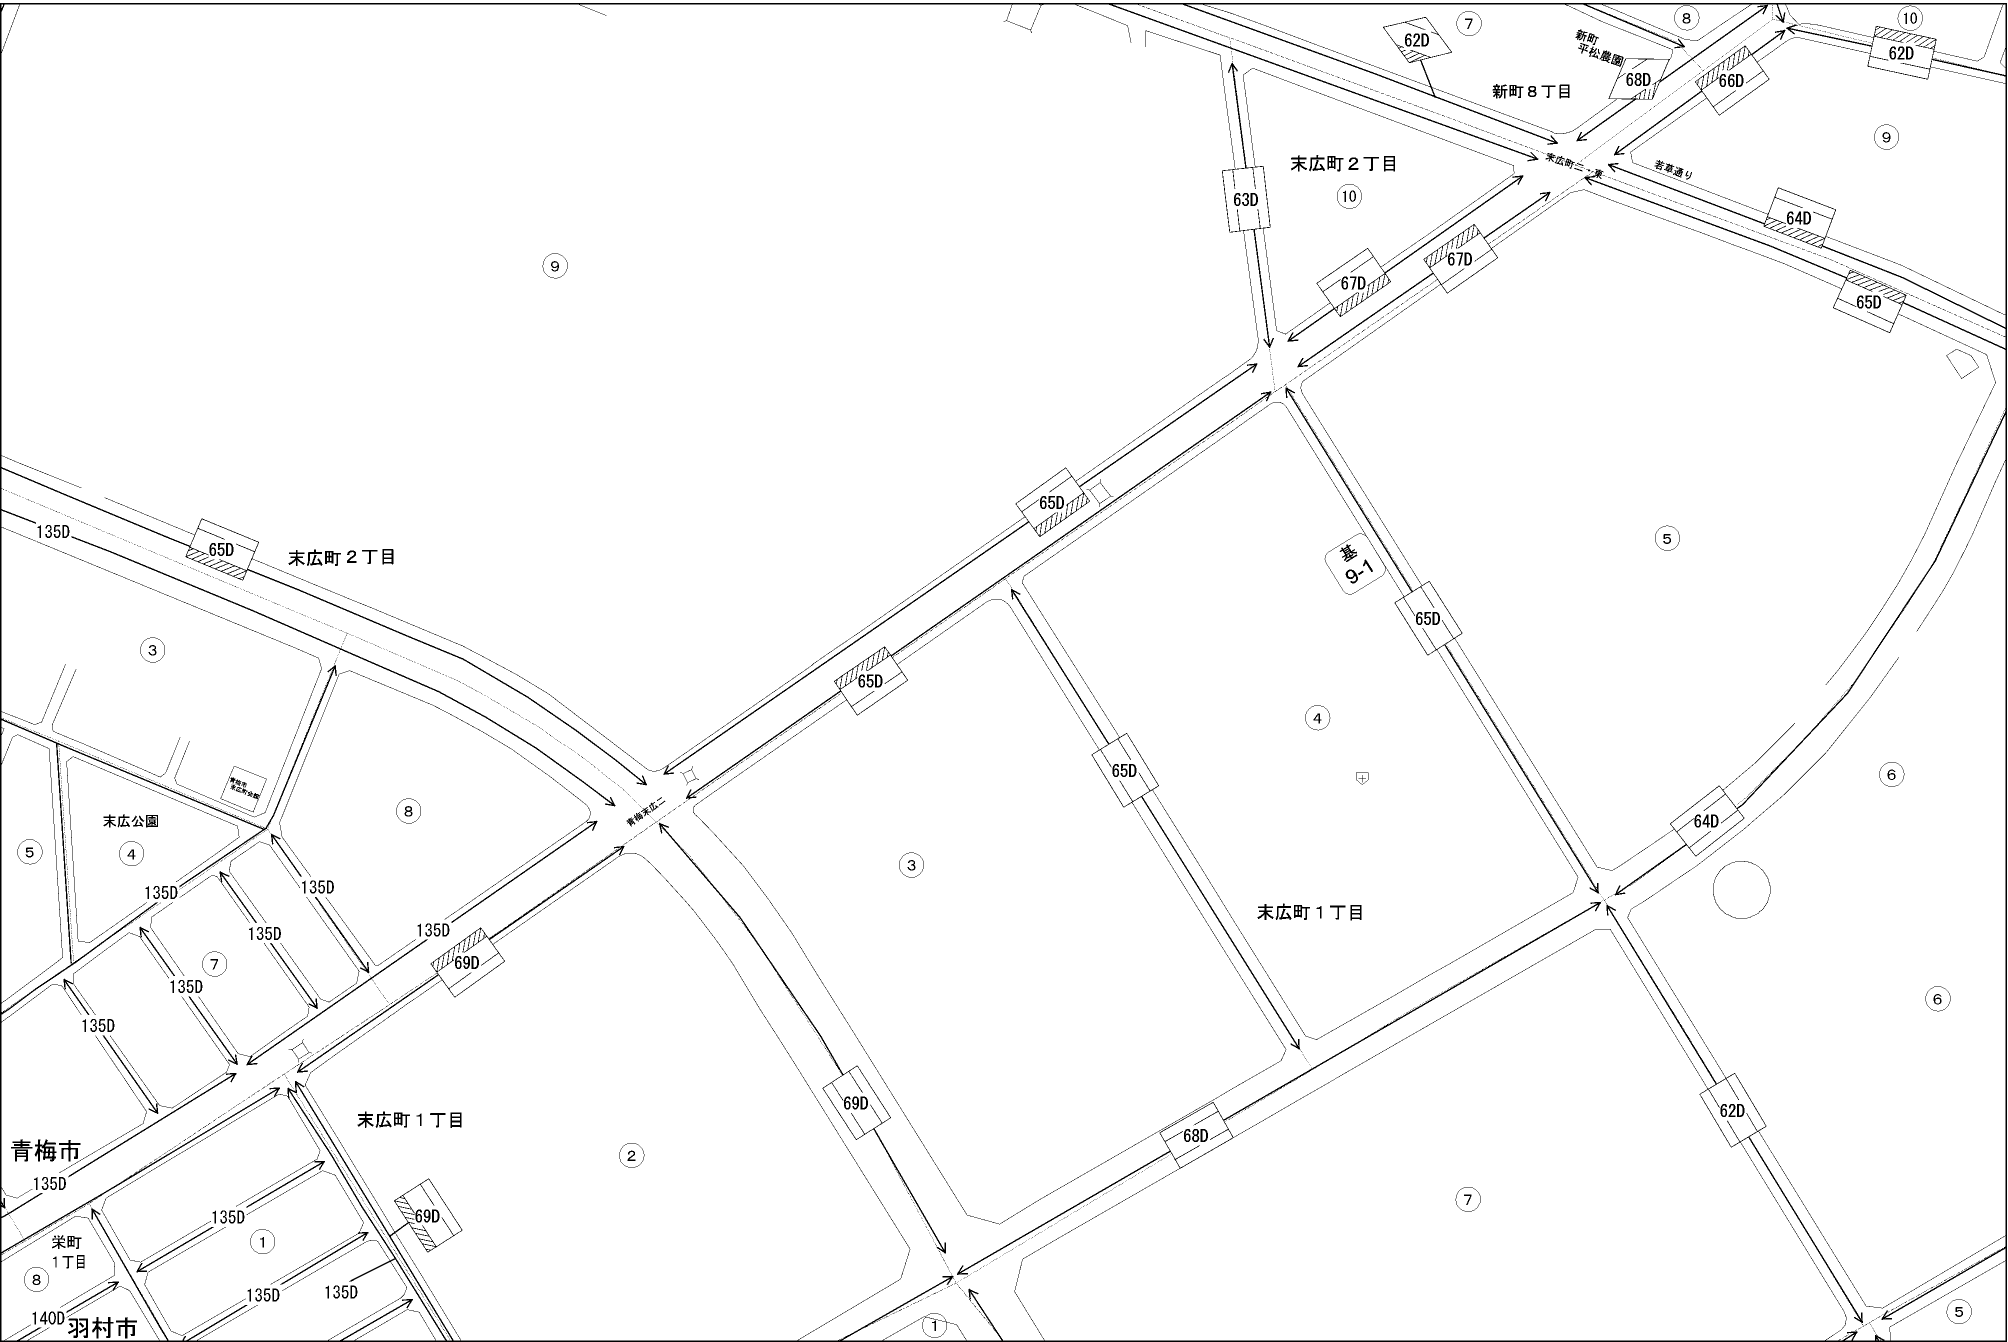 ⑦
⑧
⑩
62D
新町
平松農園
62D
68D
66D
新町８丁目
⑨
末広町２丁目
末広町二・東
若草通り
63D
⑩
64D
67D
67D
⑨
65D
65D
135D
65D
末広町２丁目
⑤
基
9-1
65D
③
65D
④
65D
⑥
青梅市
末広町会館
青梅末広二
⑧
末広公園
64D
⑤
④
③
135D
135D
末広町１丁目
135D
135D
69D
⑦
135D
⑥
135D
69D
62D
末広町１丁目
68D
青梅市
②
135D
⑦
69D
135D
栄町
１丁目
①
⑧
135D
135D
140D
羽村市
①
⑤